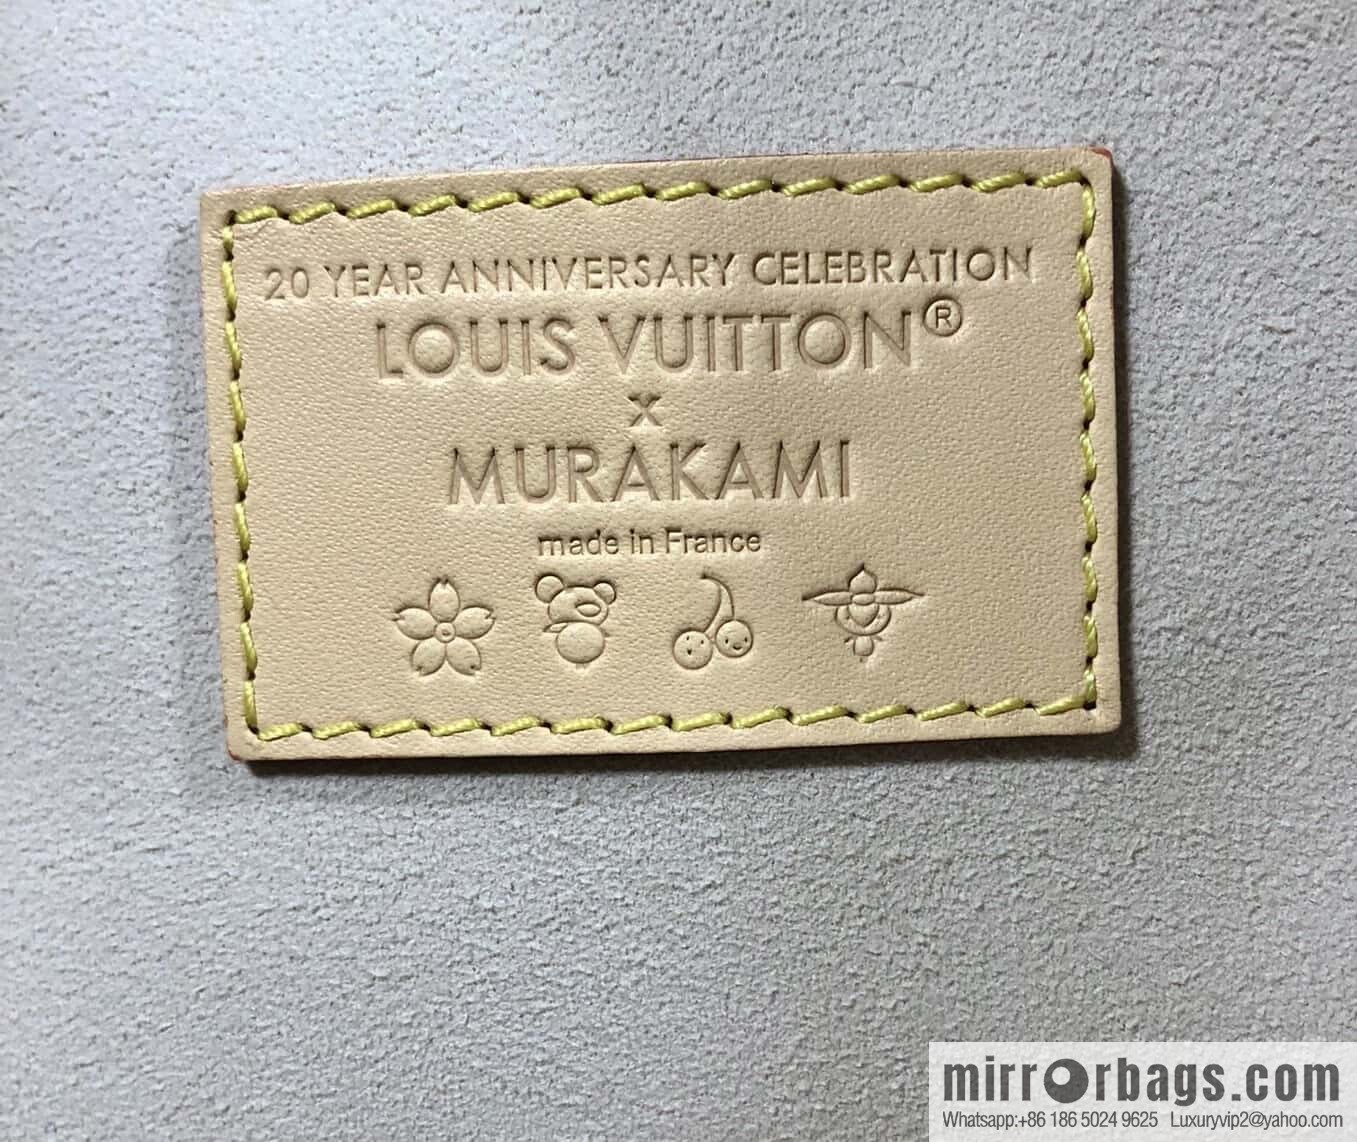 20 YEAR ANNIVERSARY CELEBRATION
LOUIS VUITTON®
x
MURAKAMI
made in France
mirrorbags.com
Whatsapp:+86 186 5024 9625 Luxuryvip2@yahoo.com